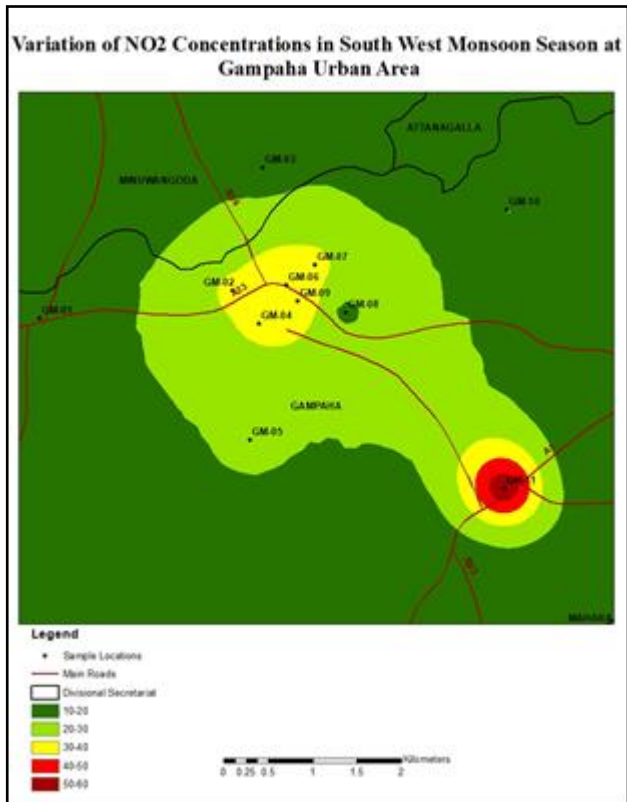 Variation of NO2 Concentrations in South West Monsoon Season at
Gampaha Urban Area
ATTANAGALLA
GM-03
MINUWANGODA
GM-10
GM-07
GM-02
GM-06
GM-09
GM-08
GM-01
GM-04
GAMPAHA
GM-05
GM-11
MAHARA
Legend
Sample Locations
Main Roads
Divisional Secretariat
10-20
20-30
30-40
40-50
50-60
Kilometers
0 0.25 0.5 1 1.5 2